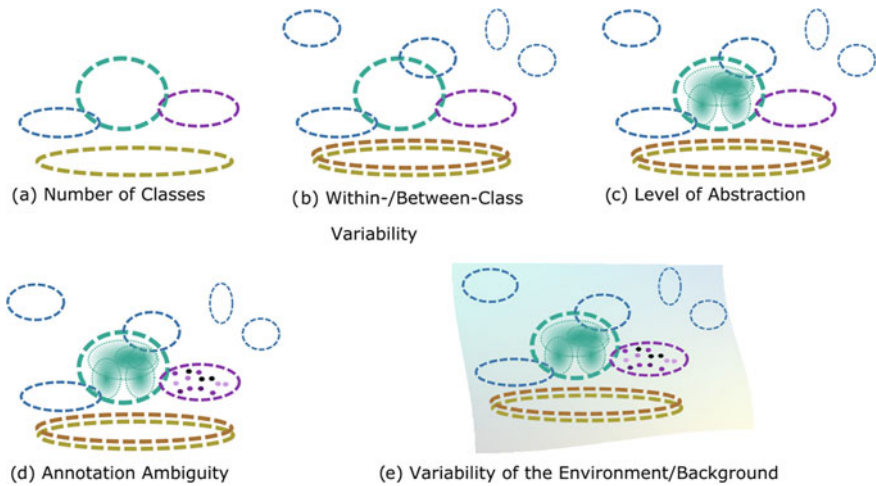 (a) Number of Classes
(b) Within-/Between-Class
Variability
(c) Level of Abstraction
(d) Annotation Ambiguity
(e) Variability of the Environment/Background